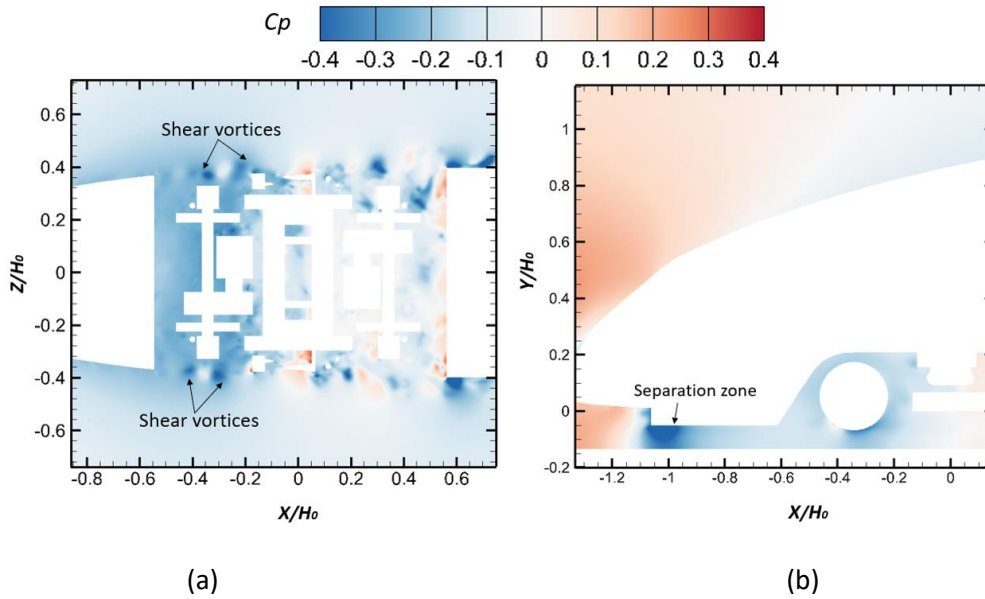 Cp
-0.4 -0.3 -0.2 -0.1 0 0.1 0.2 0.3 0.4
Shear vortices
Shear vortices
Z/H₀
0.6
0.4
0.2
0
-0.2
-0.4
-0.6
-0.8 -0.6 -0.4 -0.2 0 0.2 0.4 0.6
X/H₀
(a)
Separation zone
Y/H₀
1
0.8
0.6
0.4
0.2
0
-0.2
-1.2 -1 -0.8 -0.6 -0.4 -0.2 0
X/H₀
(b)